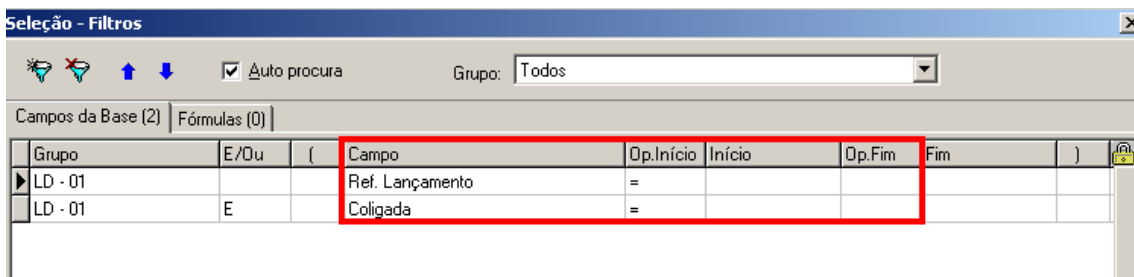 Seleção - Filtros
Auto procura Grupo: Todos
Campos da Base (2) Fórmulas (0)
Grupo E/Ou ( Campo Op.Início Início Op.Fim Fim )
LD - 01 Ref. Lançamento =
LD - 01 E Coligada =